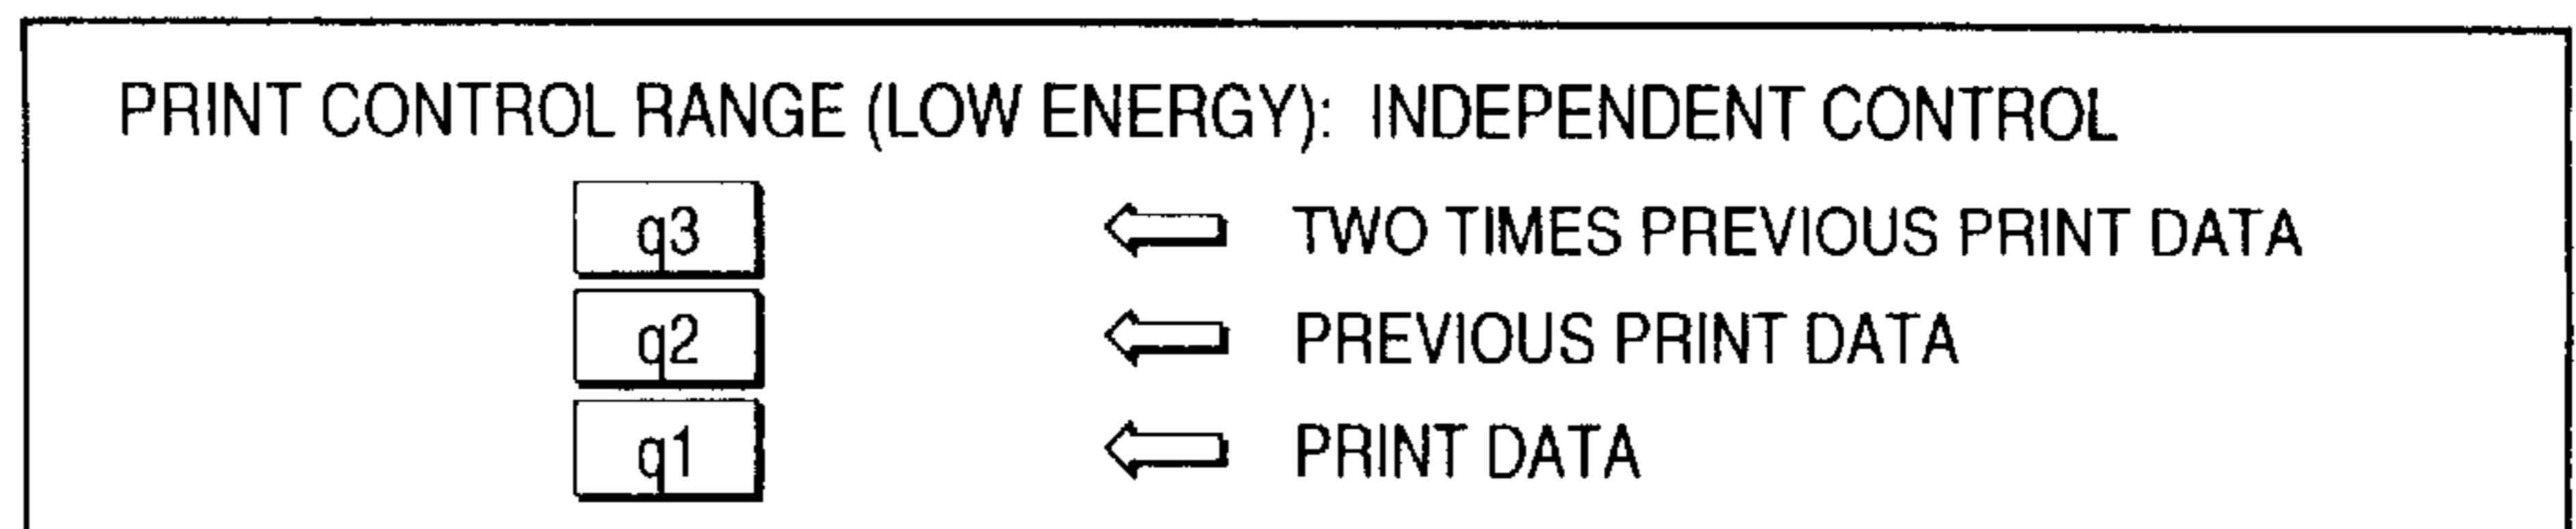 PRINT CONTROL RANGE (LOW ENERGY): INDEPENDENT CONTROL
q3 TWO TIMES PREVIOUS PRINT DATA
q2 PREVIOUS PRINT DATA
q1 PRINT DATA